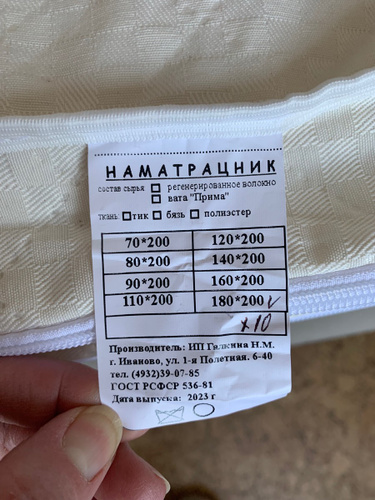 НАМАТРАЦНИК
состав сырья □ регенерированное волокно
□ вата "Прима"
ткань □ тик □ бязь □ полиэстер
70*200 120*200
80*200 140*200
90*200 160*200
110*200 180*200 ✓
x10
Производитель: ИП Галкина Н.М.
г. Иваново, ул. 1-я Полетная. 6-40
тел. (4932)39-07-85
ГОСТ РСФСР 536-81
Дата выпуска: 2023 г